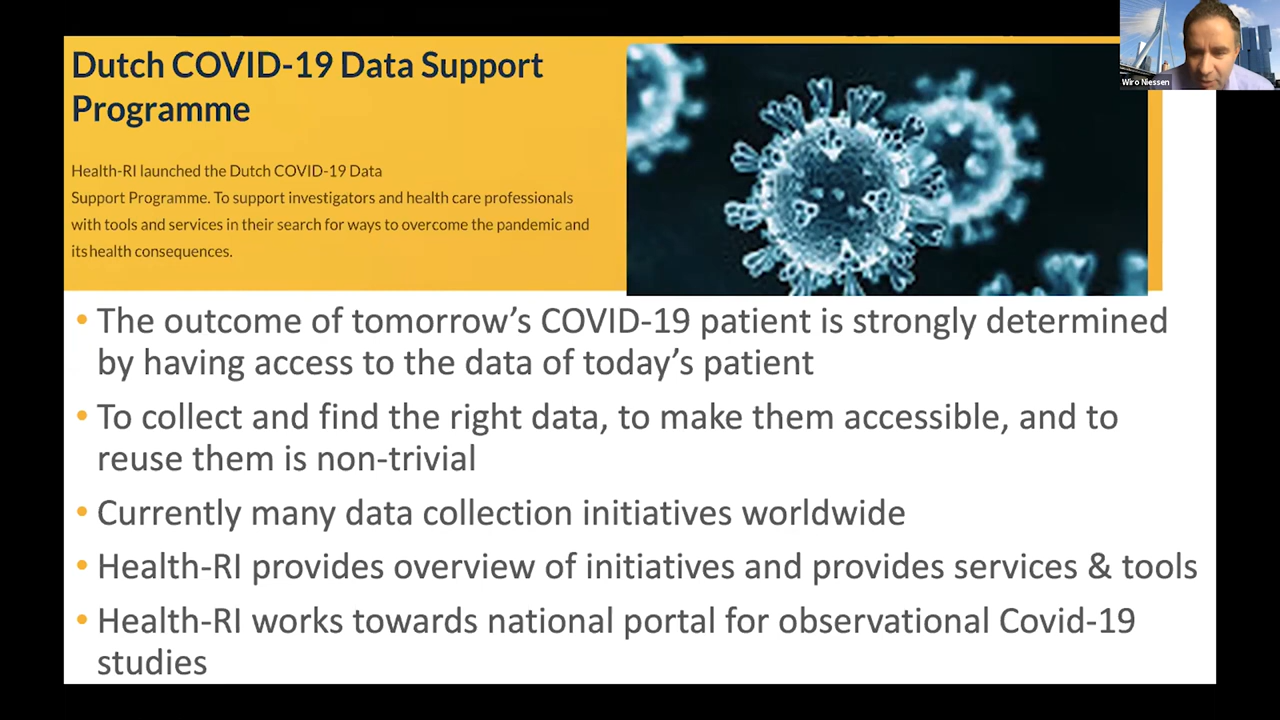 Dutch COVID-19 Data Support
Programme
Health-RI launched the Dutch COVID-19 Data
Support Programme. To support investigators and health care professionals
with tools and services in their search for ways to overcome the pandemic and
its health consequences.
Wiro Niessen
• The outcome of tomorrow’s COVID-19 patient is strongly determined
by having access to the data of today’s patient
• To collect and find the right data, to make them accessible, and to
reuse them is non-trivial
• Currently many data collection initiatives worldwide
• Health-RI provides overview of initiatives and provides services & tools
• Health-RI works towards national portal for observational Covid-19
studies